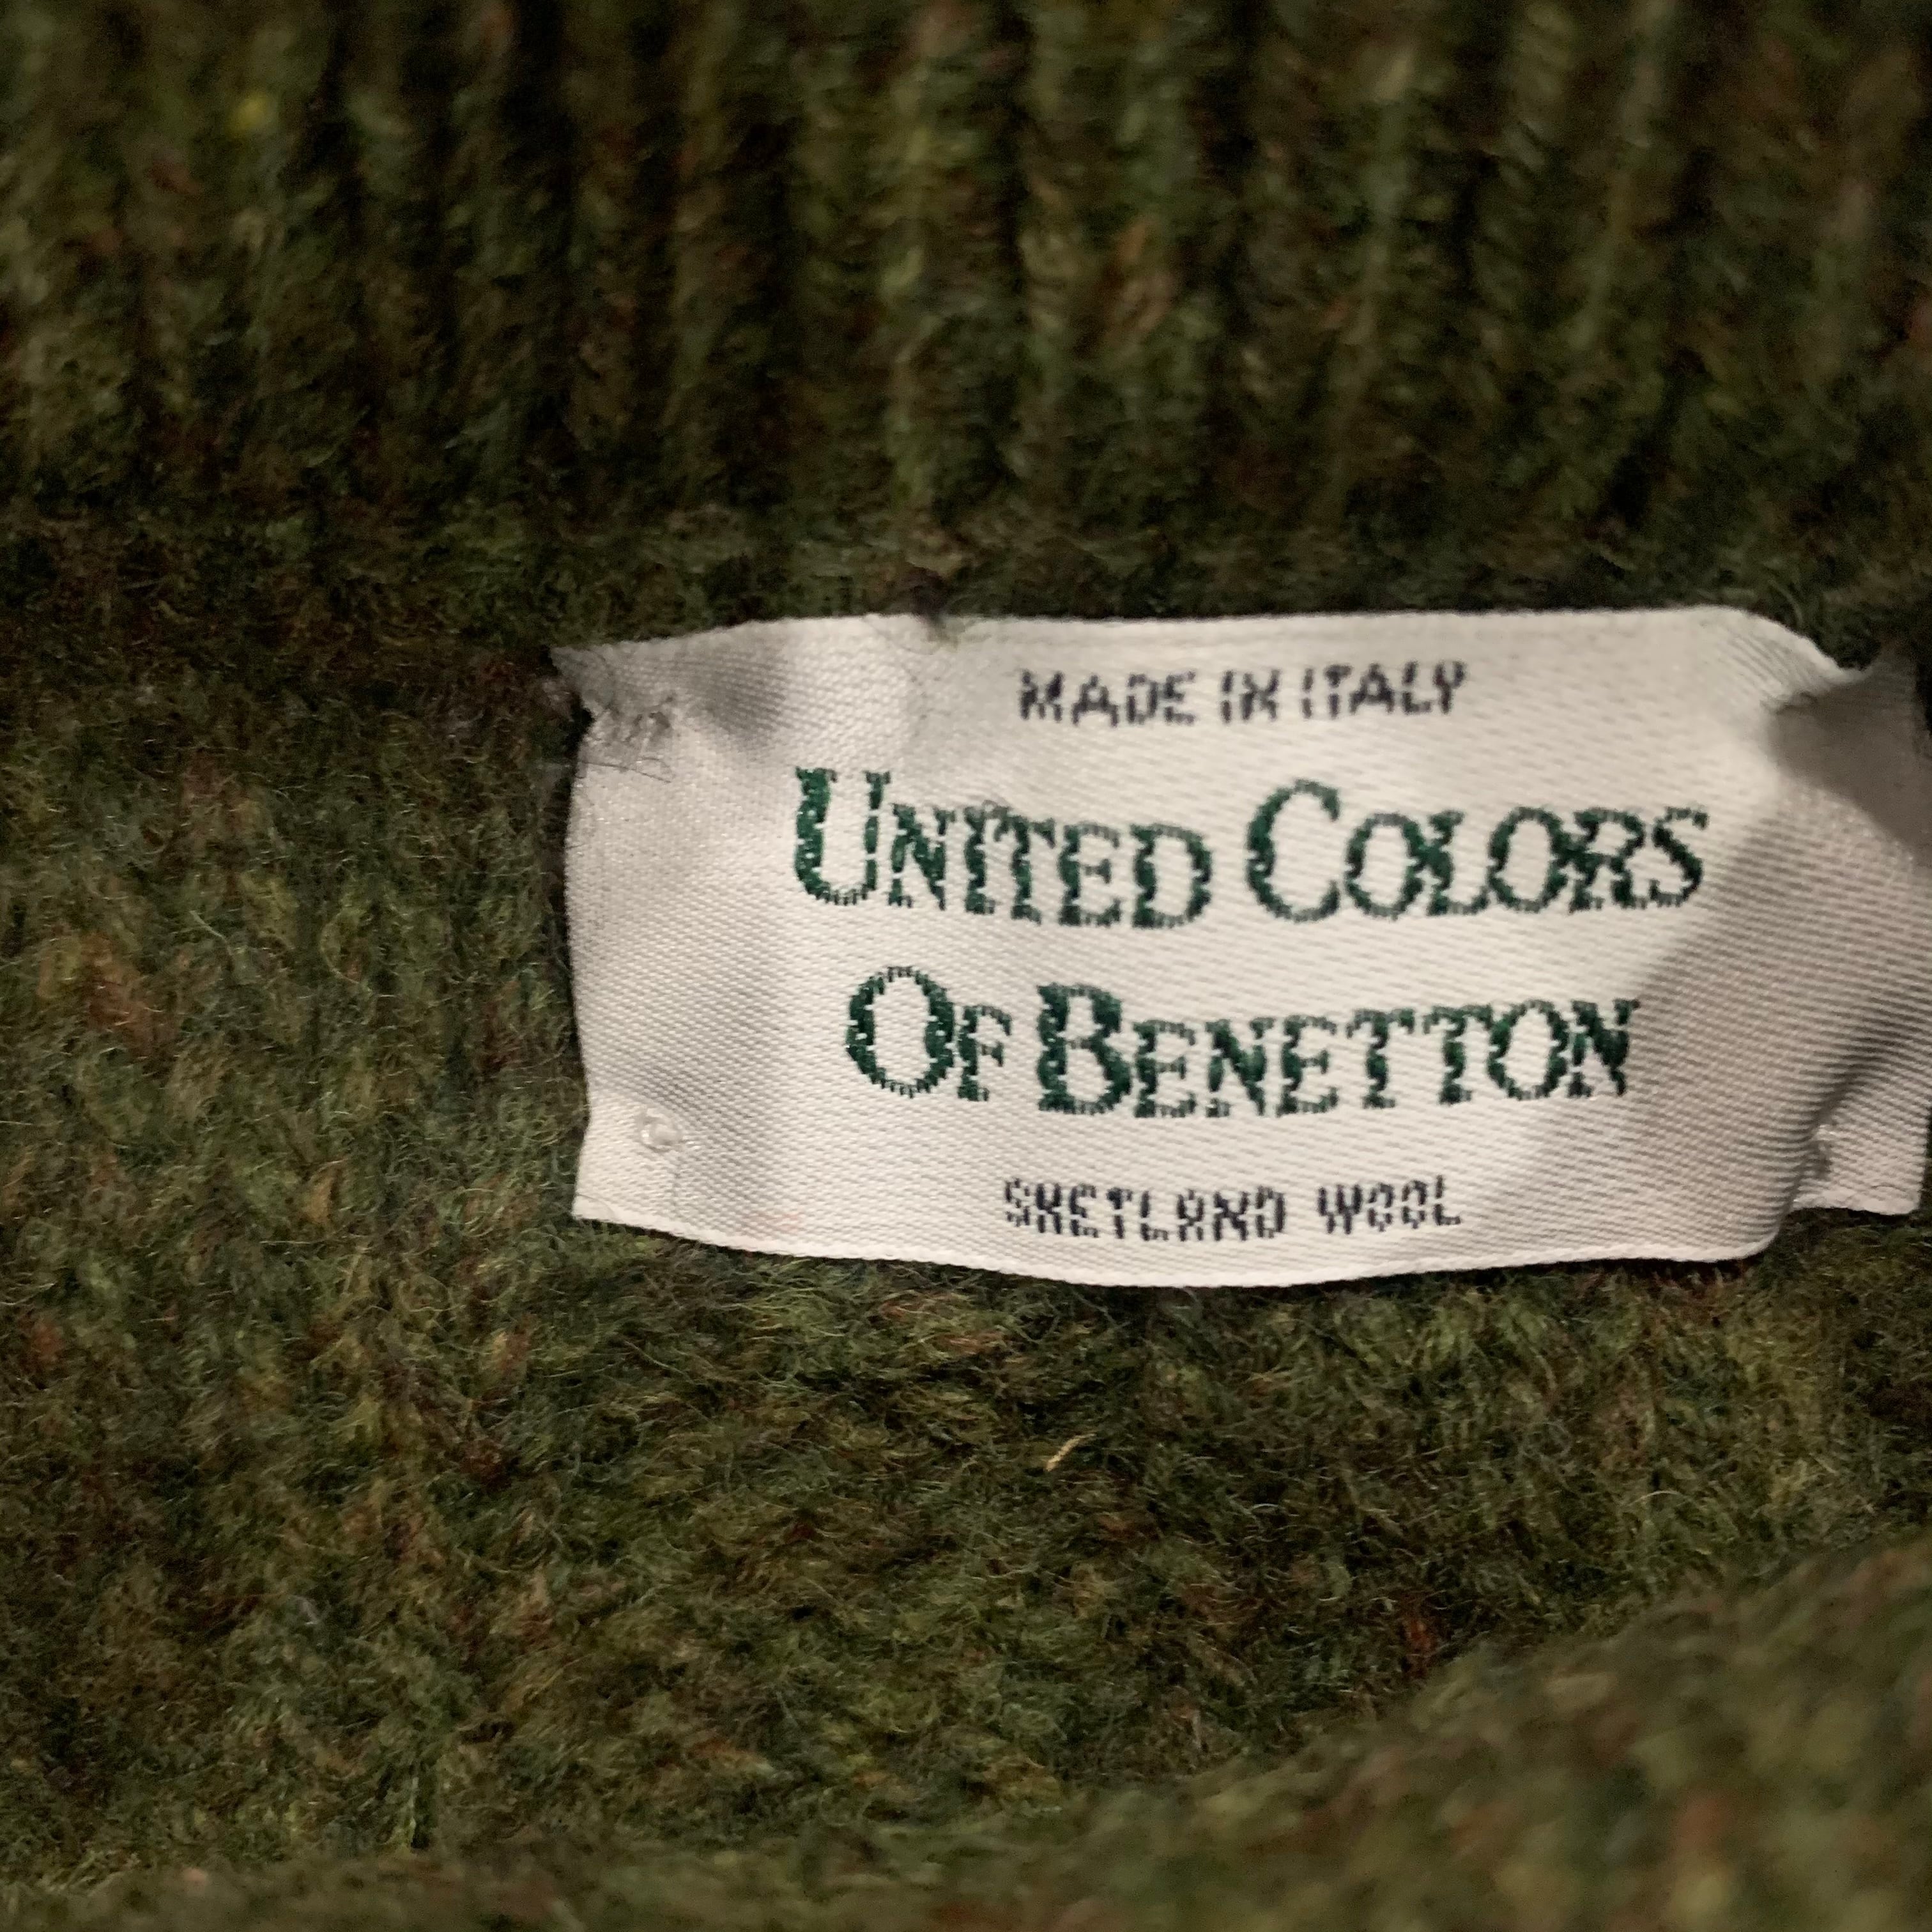 MADE IN ITALY
UNITED COLORS
OF BENETTON
SHETLAND WOOL